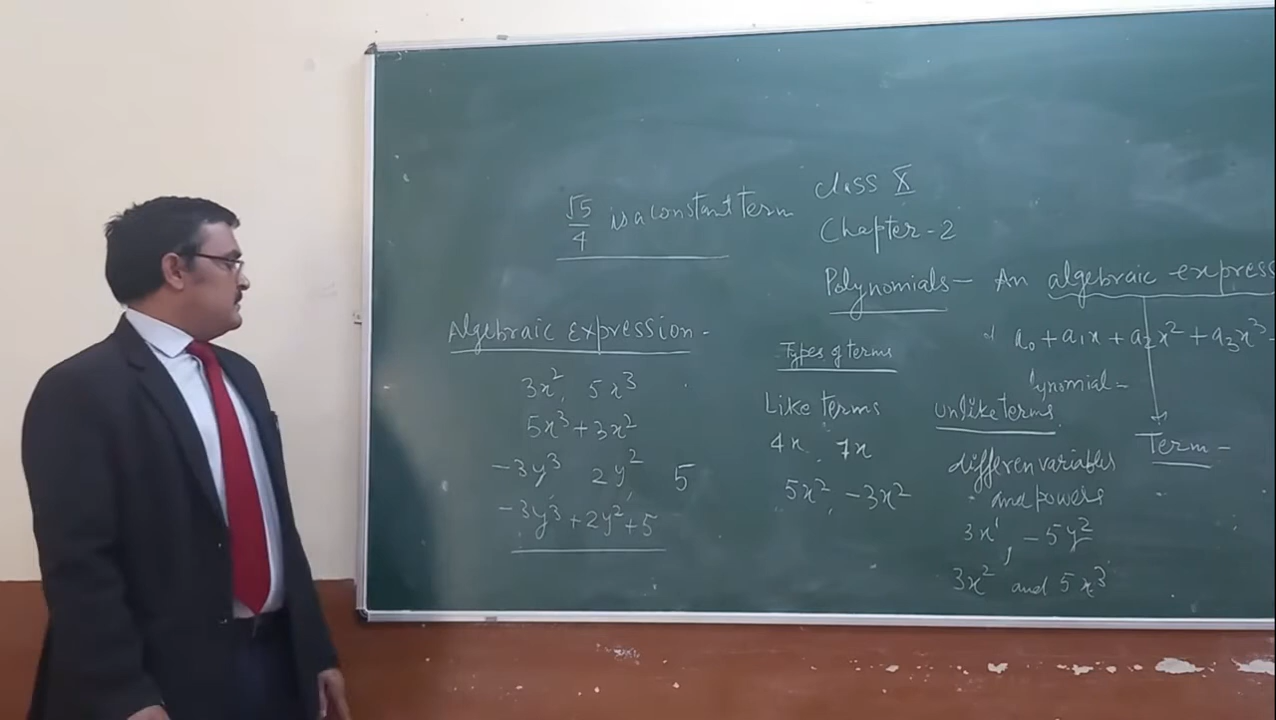 class X
Chapter-2
√5/4 is a constant term
Polynomials - An algebraic express
a₀ + a₁x + a₂x² + a₃x³ -
lynomial -
Term -
Algebraic Expression -
3x², 5x³
5x³ + 3x²
-3y³, 2y², 5
-3y³ + 2y² + 5
Types of terms
Like terms
4x, 7x
5x², -3x²
unlike terms
differen variables
and powers
3x¹, -5y²
3x² and 5x³